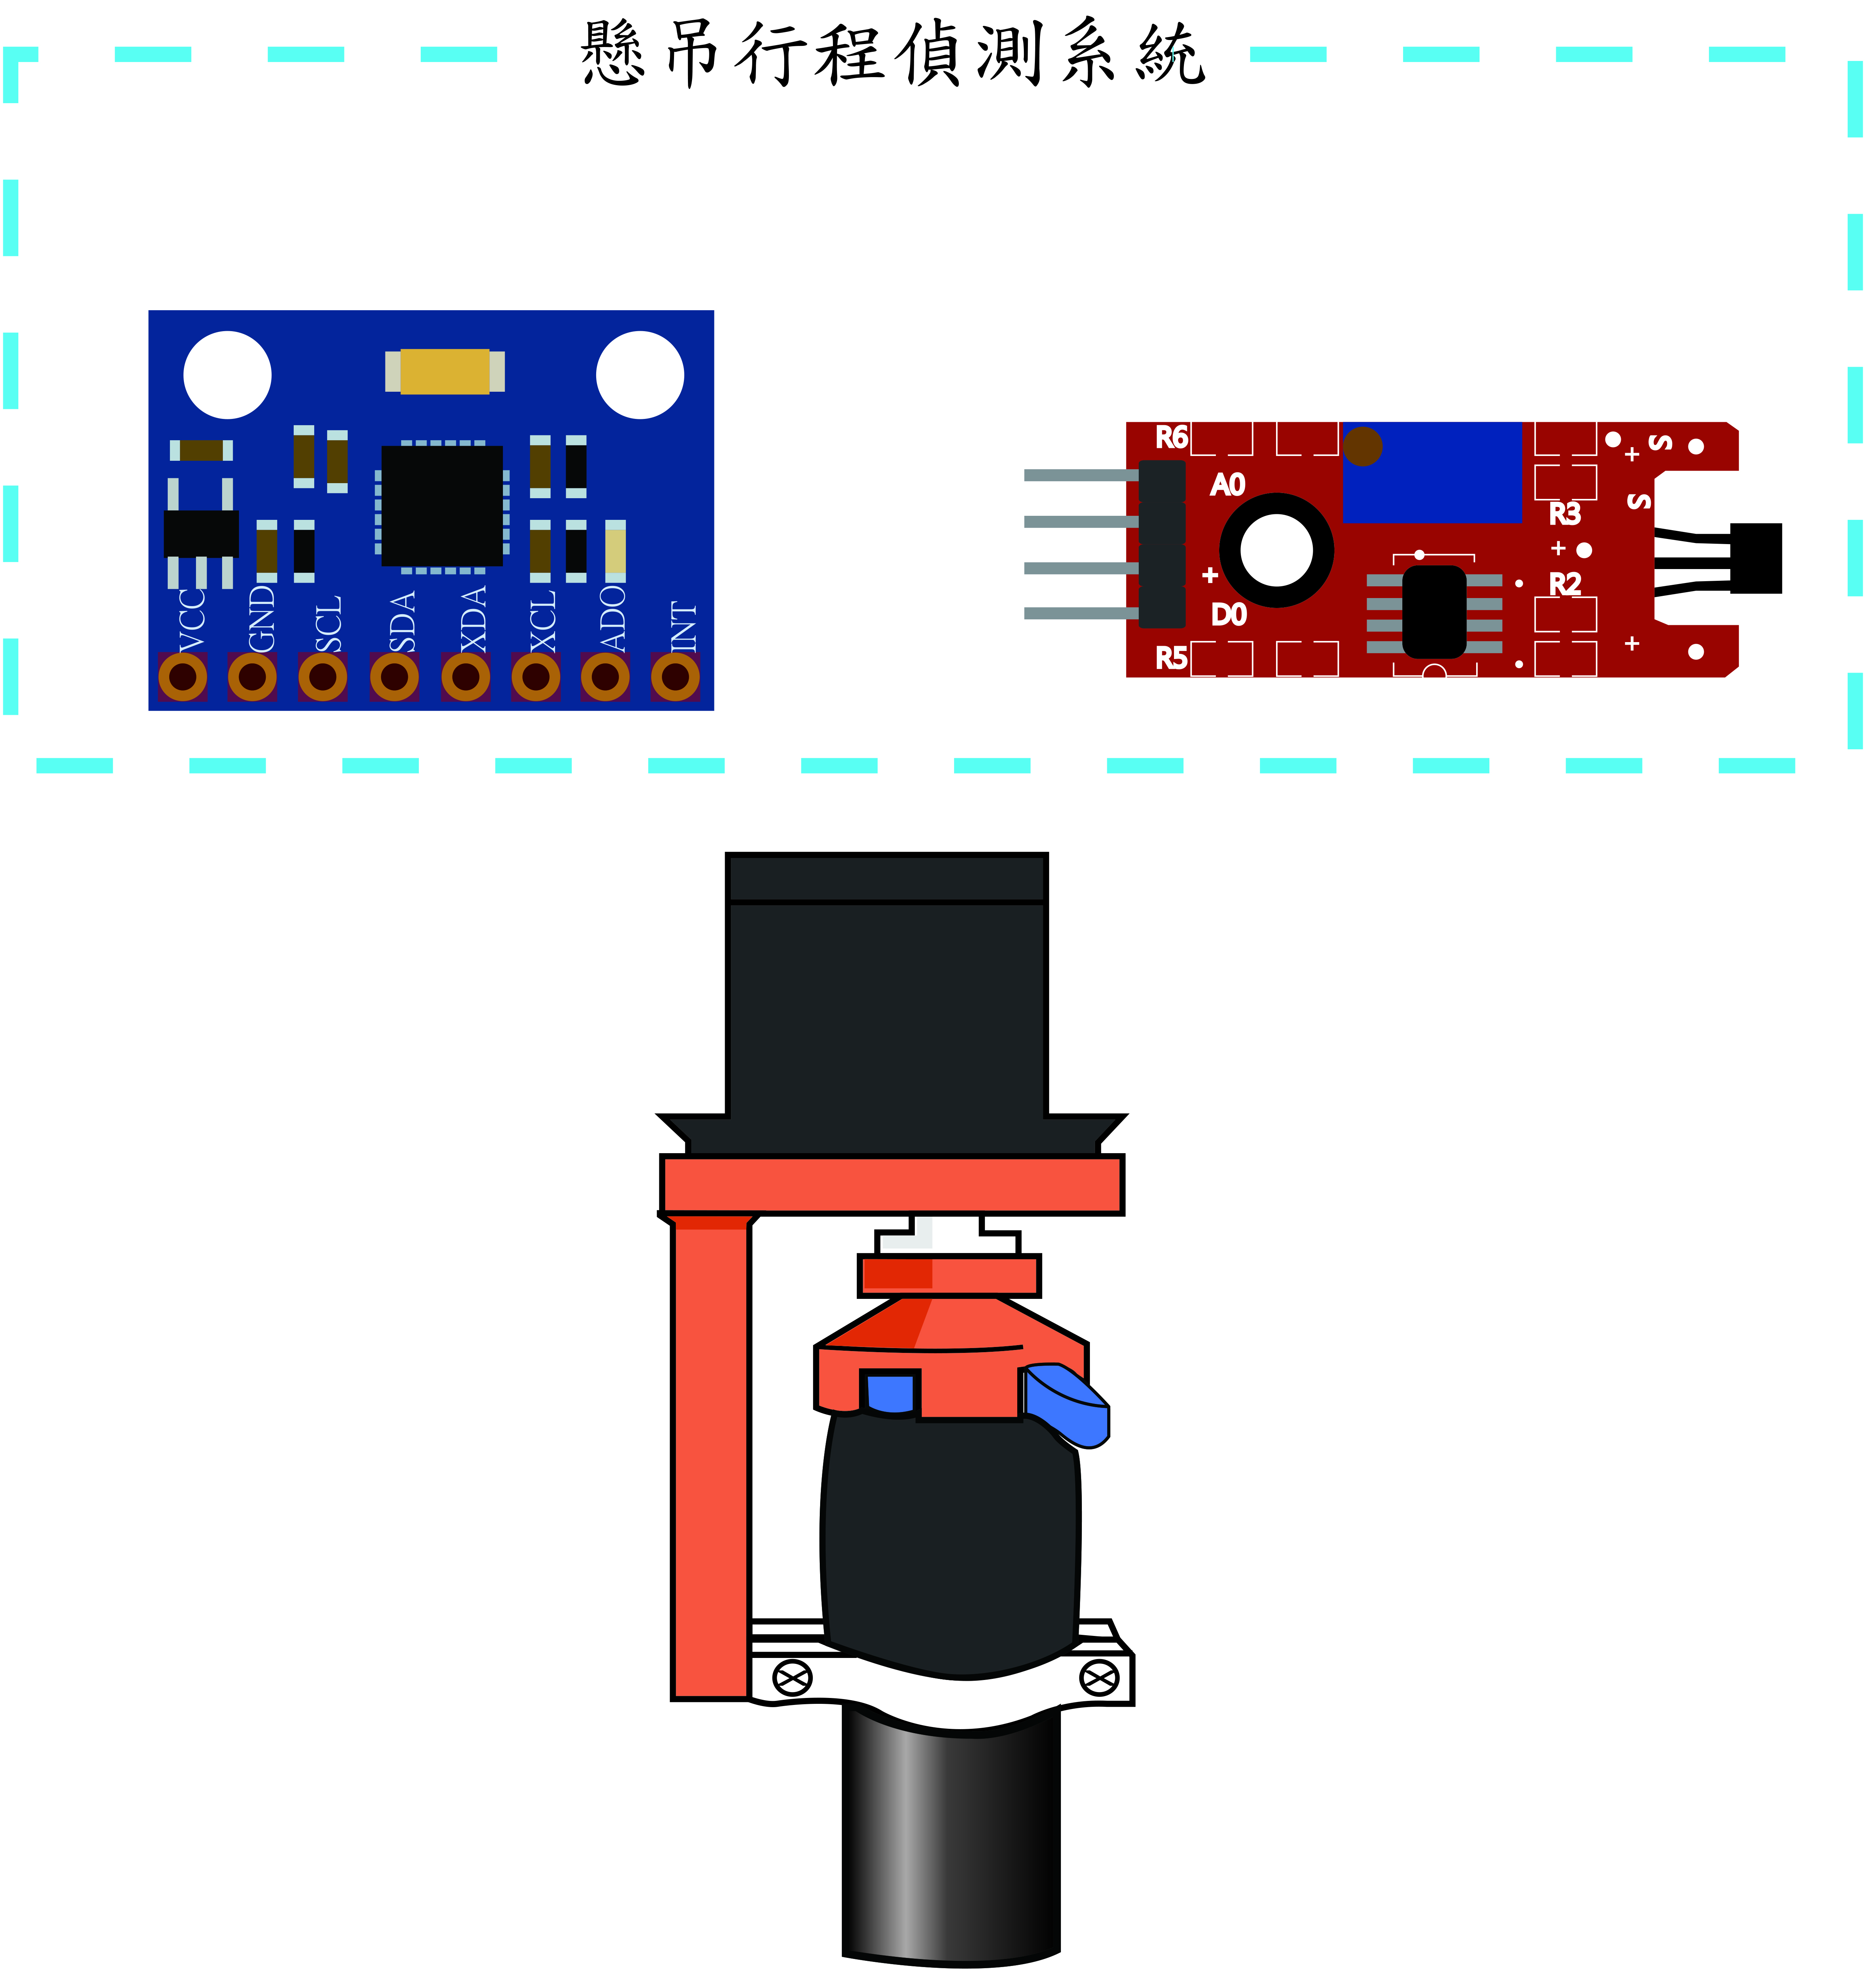 懸吊行程偵測系統
VCC GND SCL SDA XDA XCL ADO INT
R6 S
+
A0 S
R3
+ +
R2
D0
+
R5